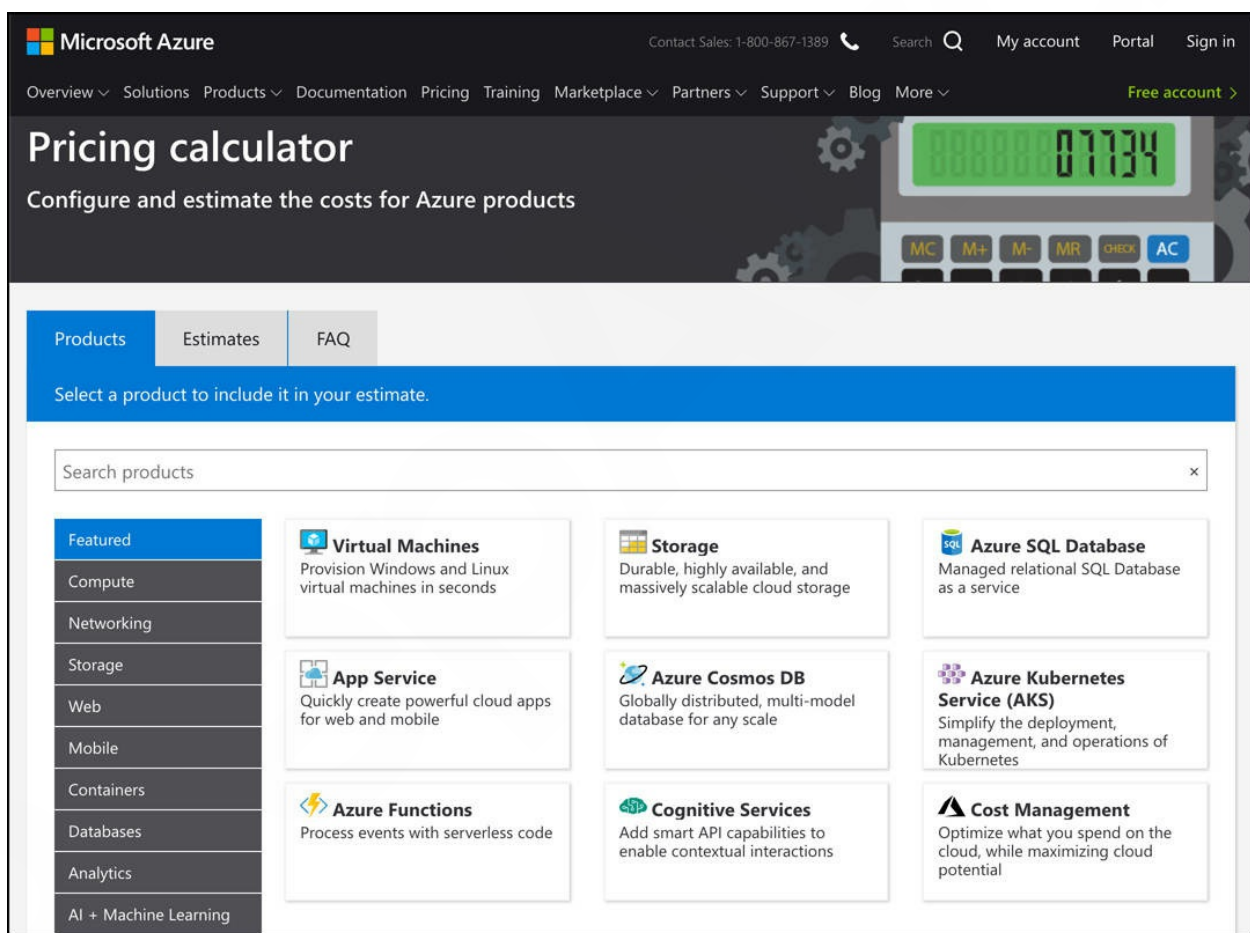 Microsoft Azure
Contact Sales: 1-800-867-1389
Search
My account
Portal
Sign in
Overview
Solutions
Products
Documentation
Pricing
Training
Marketplace
Partners
Support
Blog
More
Free account >
Pricing calculator
Configure and estimate the costs for Azure products
07734
MC
M+
M-
MR
CHECK
AC
Products
Estimates
FAQ
Select a product to include it in your estimate.
Search products
×
Featured
Compute
Networking
Storage
Web
Mobile
Containers
Databases
Analytics
AI + Machine Learning
Virtual Machines
Provision Windows and Linux
virtual machines in seconds
Storage
Durable, highly available, and
massively scalable cloud storage
SQL
Azure SQL Database
Managed relational SQL Database
as a service
App Service
Quickly create powerful cloud apps
for web and mobile
Azure Cosmos DB
Globally distributed, multi-model
database for any scale
Azure Kubernetes
Service (AKS)
Simplify the deployment,
management, and operations of
Kubernetes
Azure Functions
Process events with serverless code
Cognitive Services
Add smart API capabilities to
enable contextual interactions
Cost Management
Optimize what you spend on the
cloud, while maximizing cloud
potential